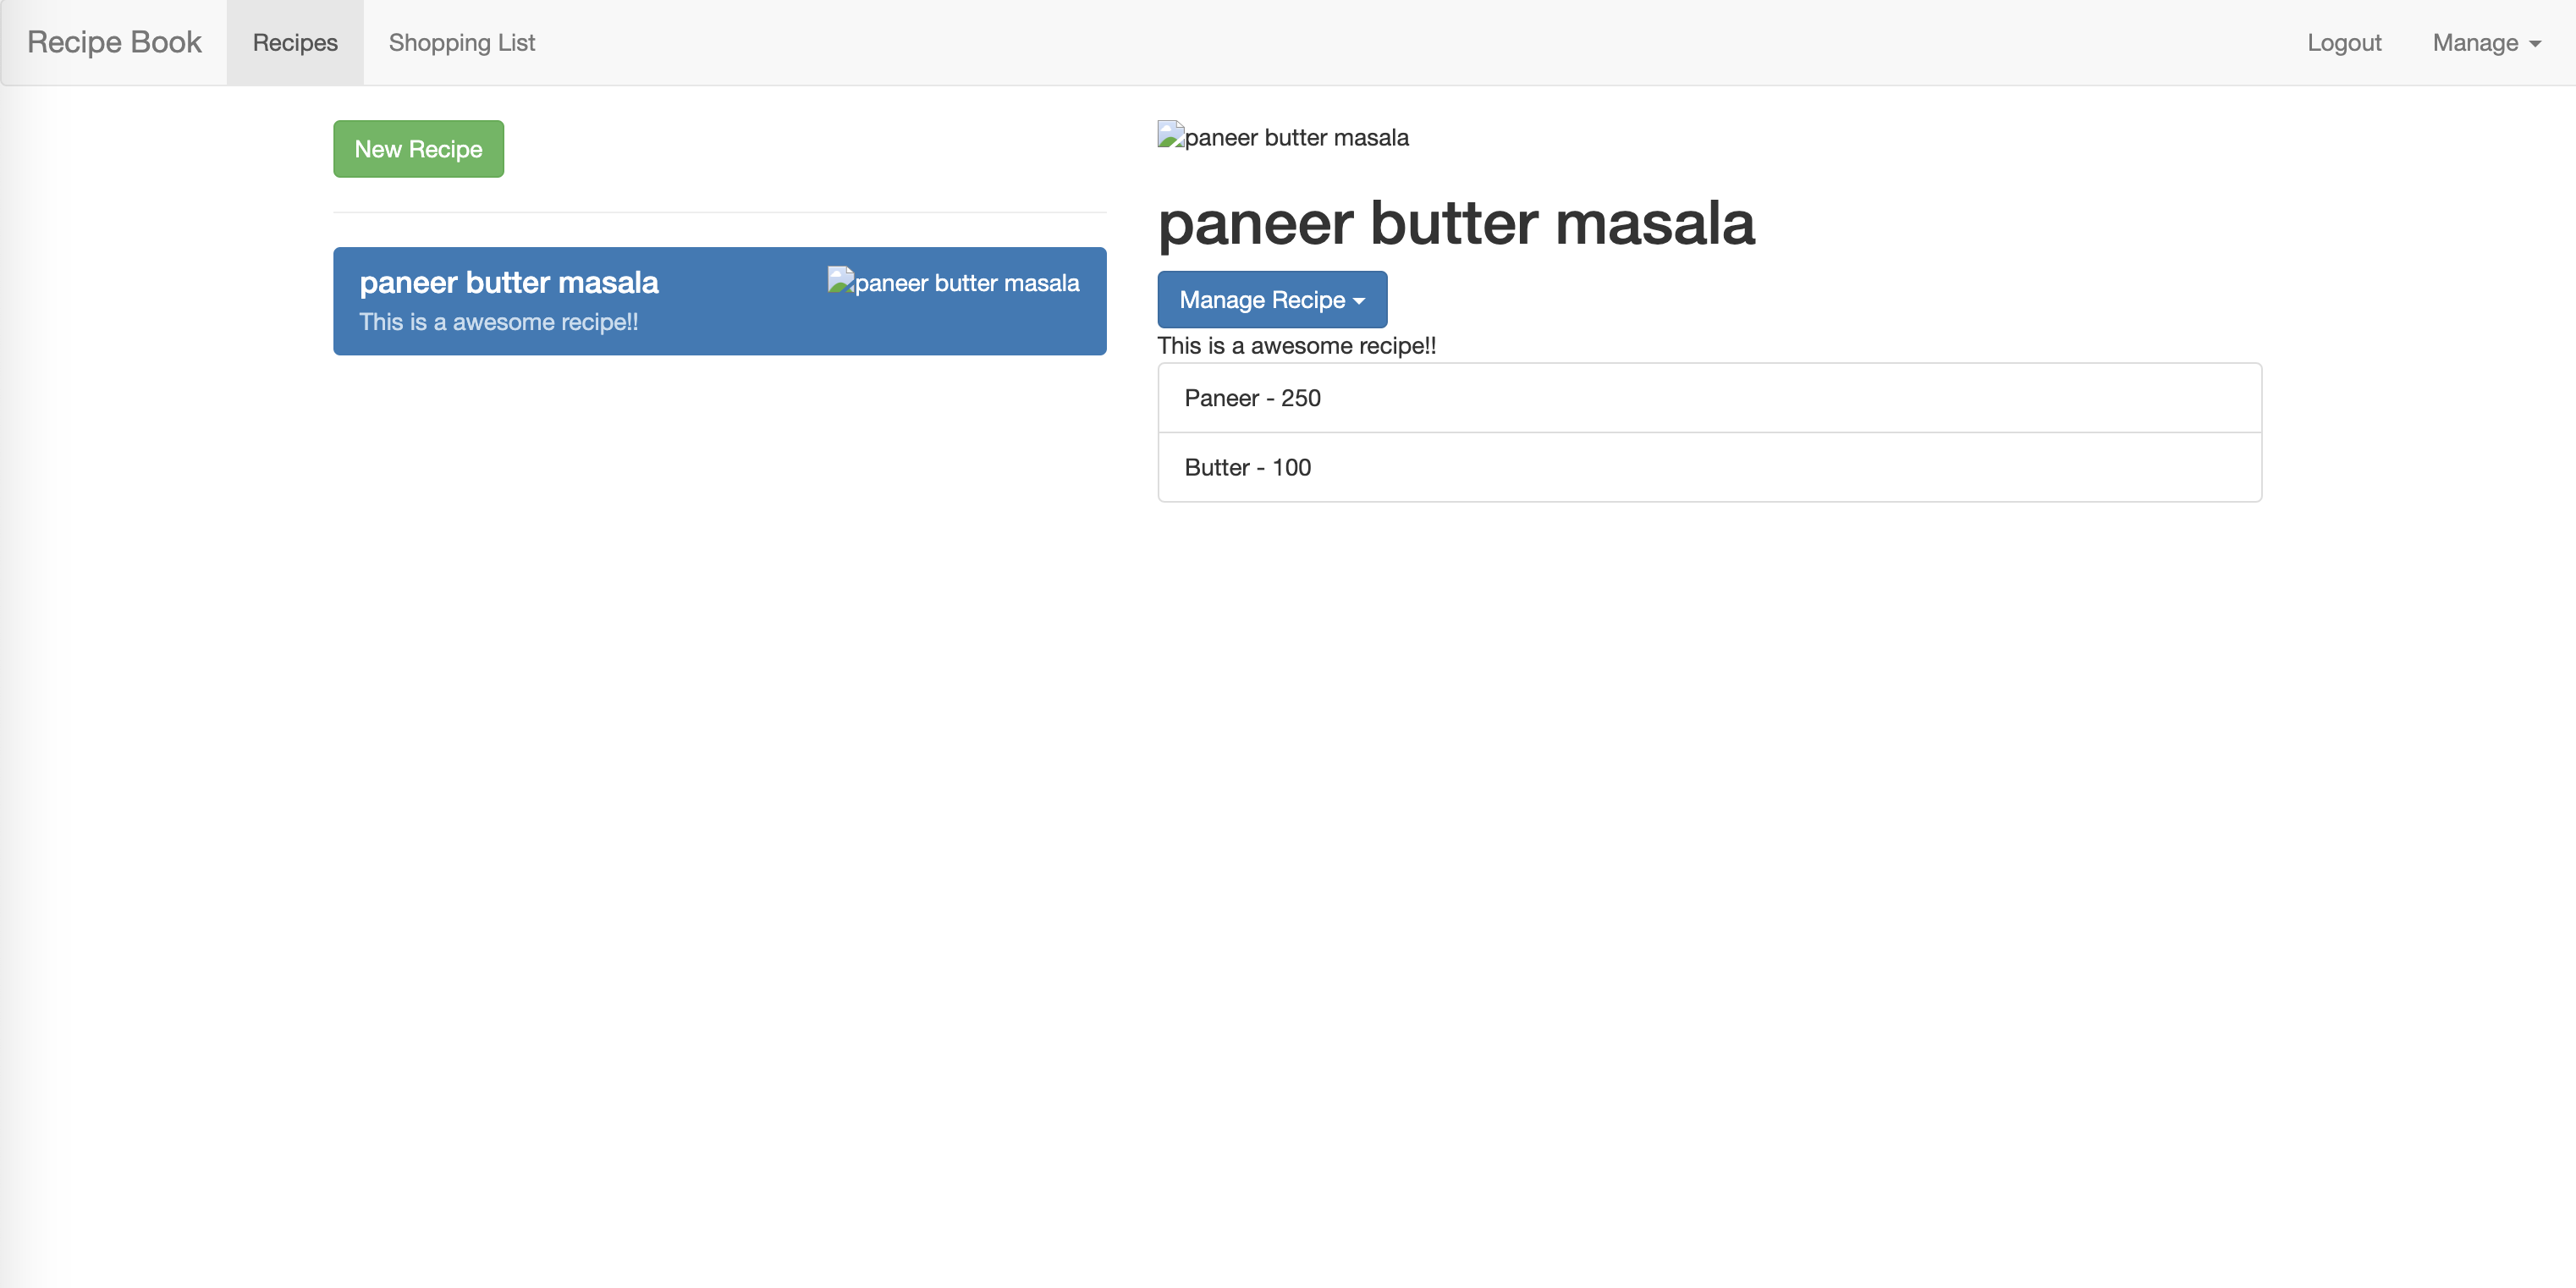 Recipe Book Recipes Shopping List Logout Manage
New Recipe
paneer butter masala paneer butter masala
This is a awesome recipe!!
paneer butter masala
paneer butter masala
Manage Recipe
This is a awesome recipe!!
Paneer - 250
Butter - 100